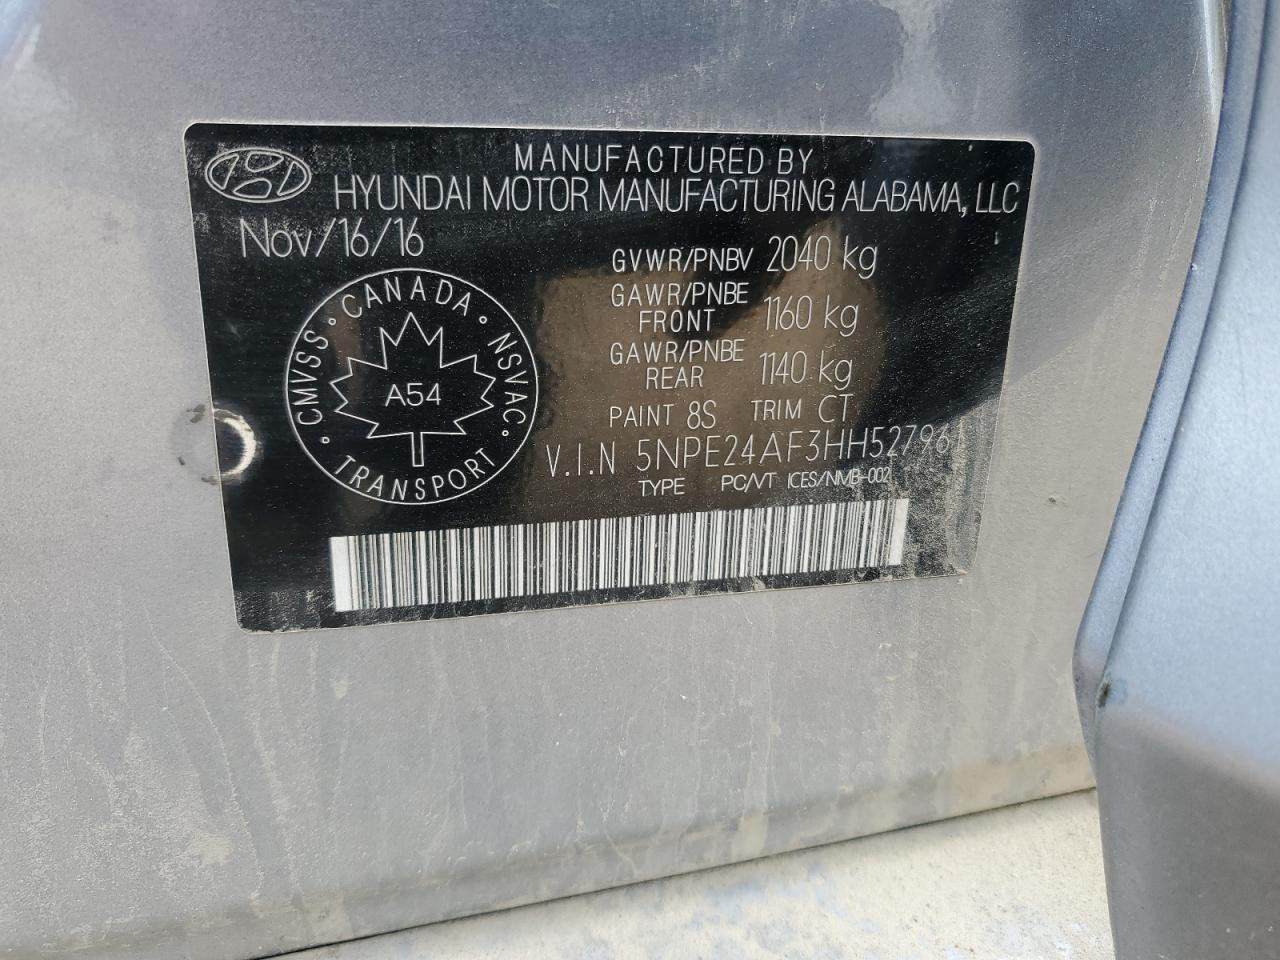 MANUFACTURED BY
HYUNDAI MOTOR MANUFACTURING ALABAMA, LLC
Nov/16/16
GVWR/PNBV 2040 kg
GAWR/PNBE FRONT 1160 kg
GAWR/PNBE REAR 1140 kg
PAINT 8S TRIM CT
V.I.N 5NPE24AF3HH527961
TYPE PC/VT ICES/NMB-002
CANADA · NSVAC · TRANSPORT · CMVSS ·
A54